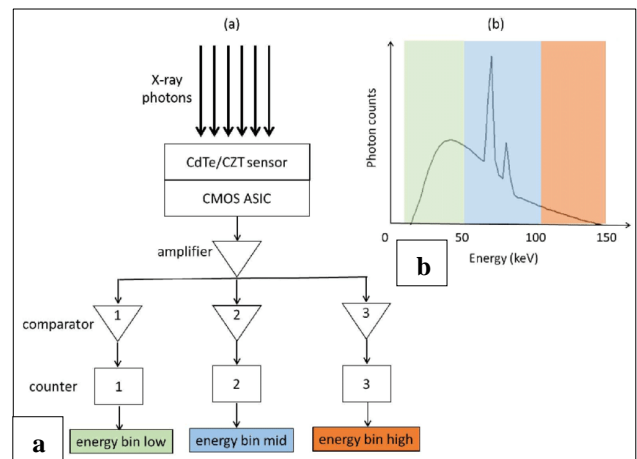 (a)
X-ray
photons
CdTe/CZT sensor
CMOS ASIC
amplifier
comparator
1
2
3
counter
1
2
3
energy bin low
energy bin mid
energy bin high
a
(b)
Photon counts
0
50
100
150
Energy (keV)
b